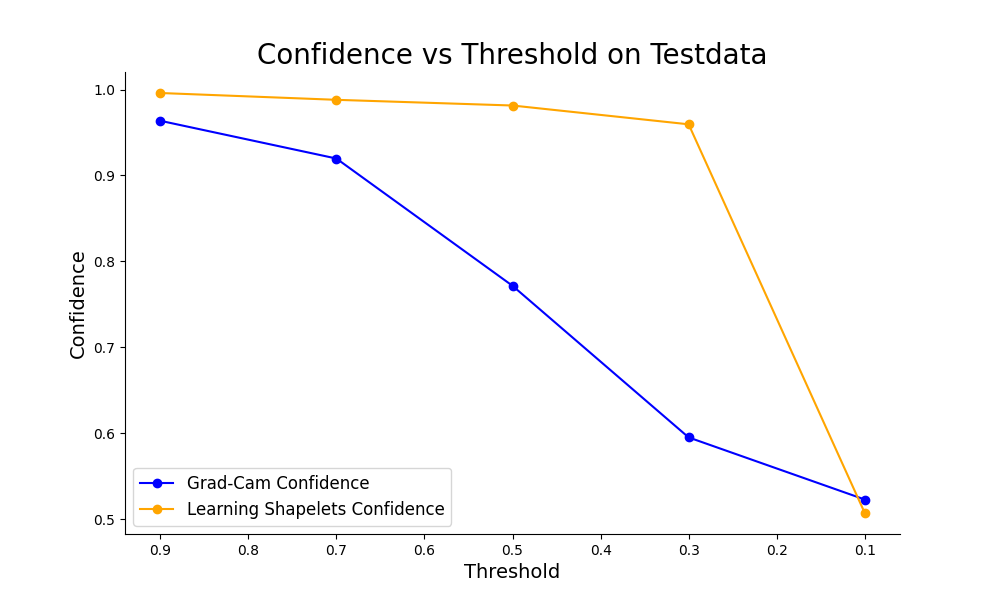 Confidence vs Threshold on Testdata
Confidence
1.0
0.9
0.8
0.7
0.6
0.5
Grad-Cam Confidence
Learning Shapelets Confidence
0.9 0.8 0.7 0.6 0.5 0.4 0.3 0.2 0.1
Threshold